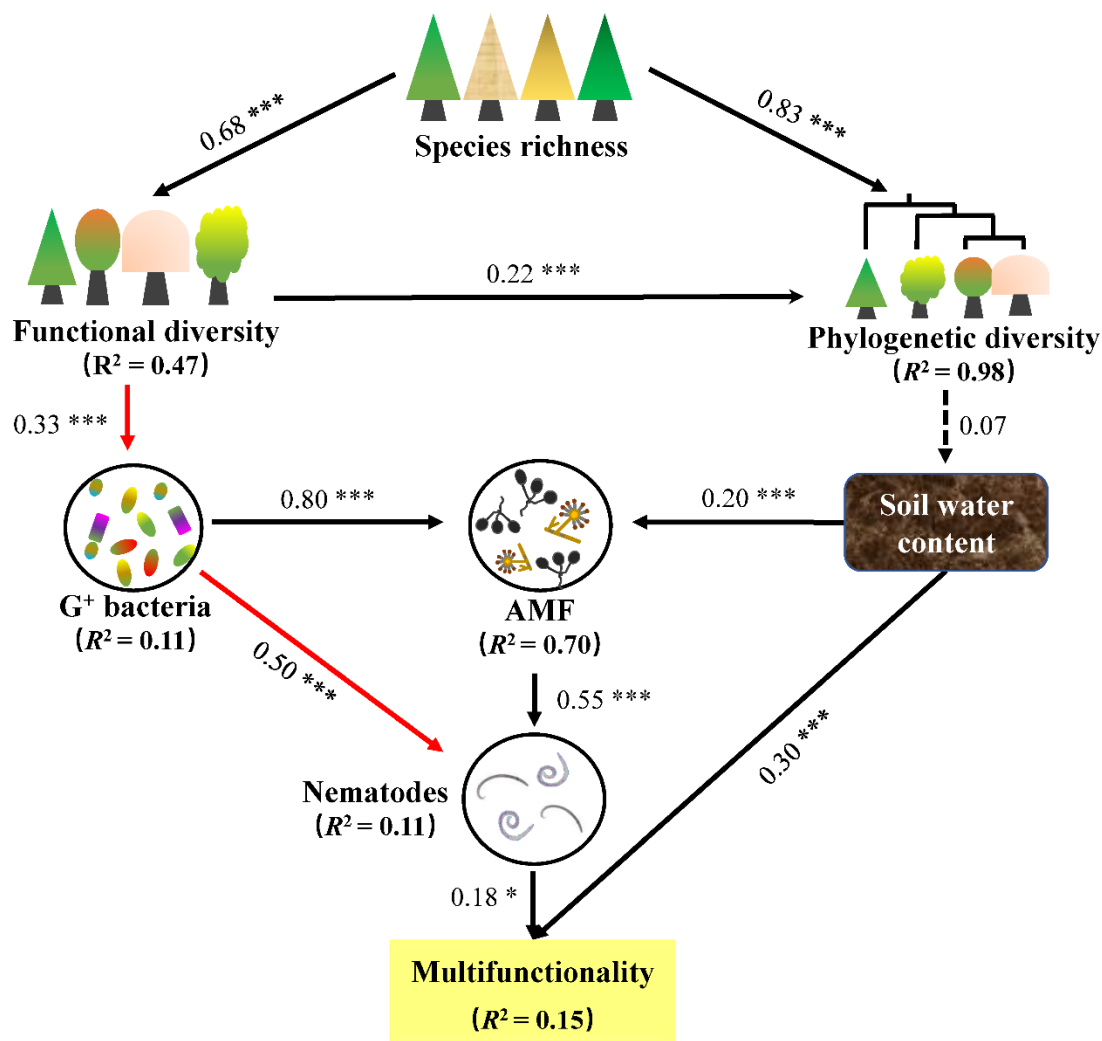 0.68 ***
0.83 ***
Species richness
0.22 ***
Functional diversity
(R² = 0.47)
Phylogenetic diversity
(R² = 0.98)
0.33 ***
0.07
0.80 ***
0.20 ***
Soil water
content
G⁺ bacteria
(R² = 0.11)
AMF
(R² = 0.70)
0.50 ***
0.55 ***
0.30 ***
Nematodes
(R² = 0.11)
0.18 *
Multifunctionality
(R² = 0.15)